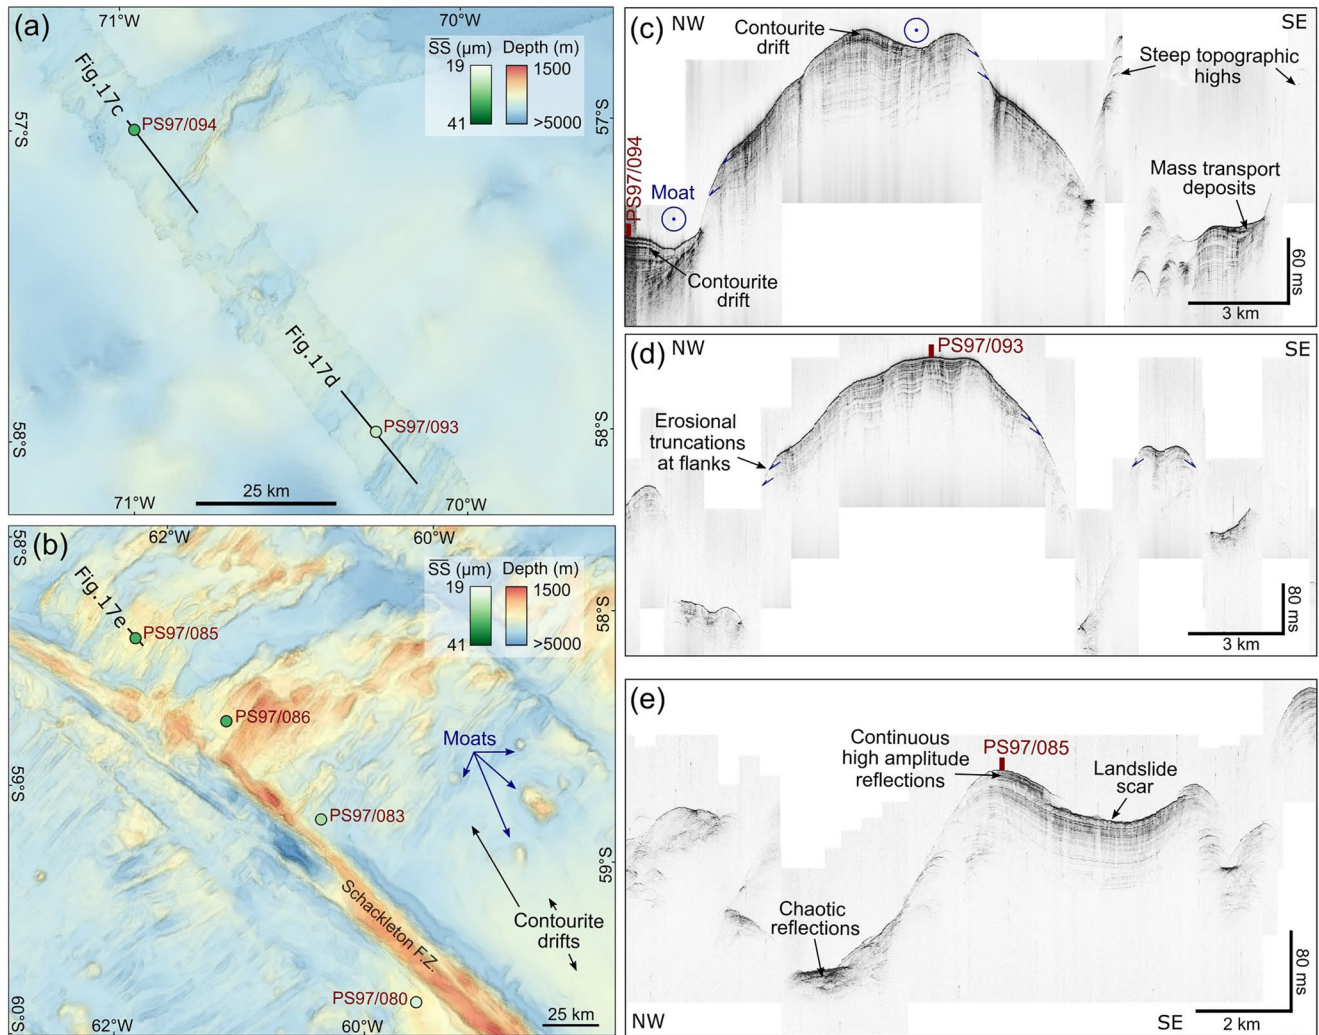 (a)
71°W
70°W
SS (μm)
Depth (m)
19
1500
41
>5000
57°S
57°S
Fig.17c
PS97/094
Fig.17d
PS97/093
58°S
58°S
71°W
25 km
70°W
(b)
62°W
60°W
SS (μm)
Depth (m)
19
1500
41
>5000
58°S
58°S
Fig.17e
PS97/085
PS97/086
Moats
59°S
PS97/083
59°S
Schackleton F.Z.
Contourite
drifts
PS97/080
60°S
62°W
60°W
25 km
(c)
NW
SE
Contourite
drift
Steep topographic
highs
PS97/094
Moat
Mass transport
deposits
Contourite
drift
60 ms
3 km
(d)
NW
SE
PS97/093
Erosional
truncations
at flanks
80 ms
3 km
(e)
Continuous
high amplitude
reflections
PS97/085
Landslide
scar
Chaotic
reflections
80 ms
NW
SE
2 km